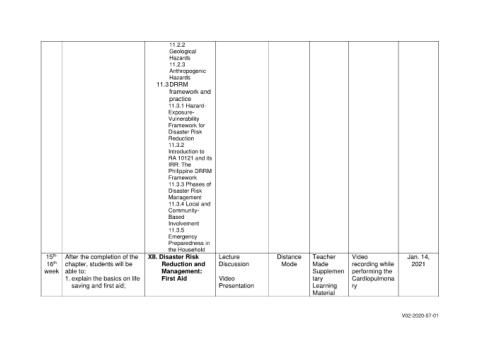 11.2.2
Geological
Hazards
11.2.3
Anthropogenic
Hazards
11.3 DRRM
framework and
practice
11.3.1 Hazard-
Exposure-
Vulnerability
Framework for
Disaster Risk
Reduction
11.3.2
Introduction to
RA 10121 and its
IRR: The
Philippine DRRM
Framework
11.3.3 Phases of
Disaster Risk
Management
11.3.4 Local and
Community-
Based
Involvement
11.3.5
Emergency
Preparedness in
the Household
15th
16th
week
After the completion of the
chapter, students will be
able to:
1. explain the basics on life
saving and first aid;
XII. Disaster Risk
Reduction and
Management:
First Aid
Lecture
Discussion
Video
Presentation
Distance
Mode
Teacher
Made
Supplemen
tary
Learning
Material
Video
recording while
performing the
Cardiopulmona
ry
Jan. 14,
2021
V02-2020-07-01